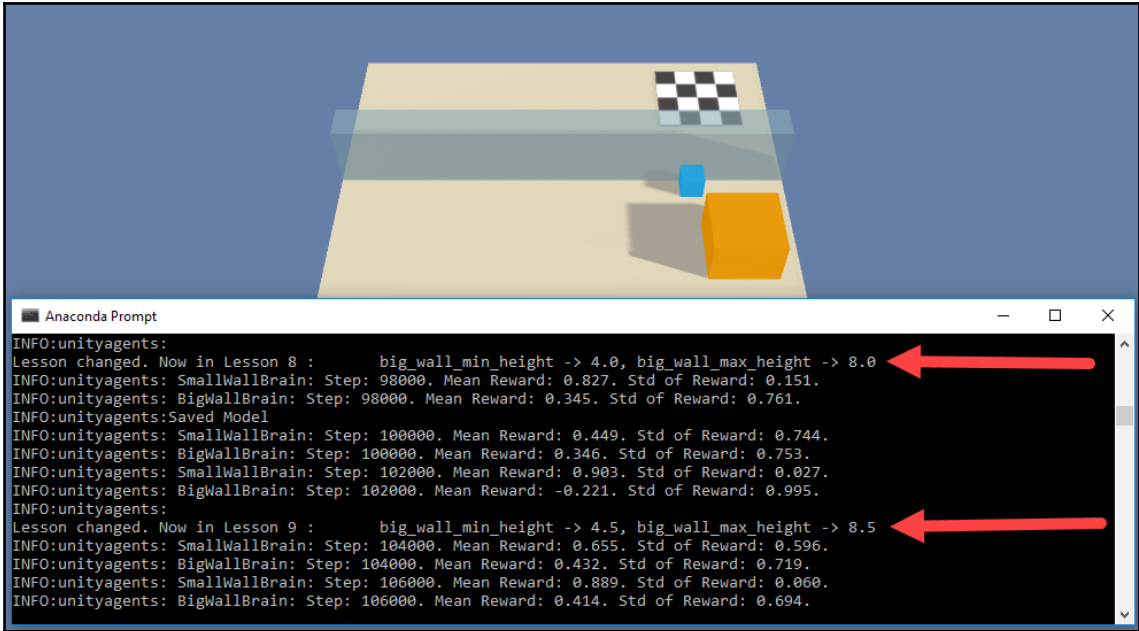 Anaconda Prompt
INFO:unityagents:
Lesson changed. Now in Lesson 8 :       big_wall_min_height -> 4.0, big_wall_max_height -> 8.0
INFO:unityagents: SmallWallBrain: Step: 98000. Mean Reward: 0.827. Std of Reward: 0.151.
INFO:unityagents: BigWallBrain: Step: 98000. Mean Reward: 0.345. Std of Reward: 0.761.
INFO:unityagents:Saved Model
INFO:unityagents: SmallWallBrain: Step: 100000. Mean Reward: 0.449. Std of Reward: 0.744.
INFO:unityagents: BigWallBrain: Step: 100000. Mean Reward: 0.346. Std of Reward: 0.753.
INFO:unityagents: SmallWallBrain: Step: 102000. Mean Reward: 0.903. Std of Reward: 0.027.
INFO:unityagents: BigWallBrain: Step: 102000. Mean Reward: -0.221. Std of Reward: 0.995.
INFO:unityagents:
Lesson changed. Now in Lesson 9 :       big_wall_min_height -> 4.5, big_wall_max_height -> 8.5
INFO:unityagents: SmallWallBrain: Step: 104000. Mean Reward: 0.655. Std of Reward: 0.596.
INFO:unityagents: BigWallBrain: Step: 104000. Mean Reward: 0.432. Std of Reward: 0.719.
INFO:unityagents: SmallWallBrain: Step: 106000. Mean Reward: 0.889. Std of Reward: 0.060.
INFO:unityagents: BigWallBrain: Step: 106000. Mean Reward: 0.414. Std of Reward: 0.694.